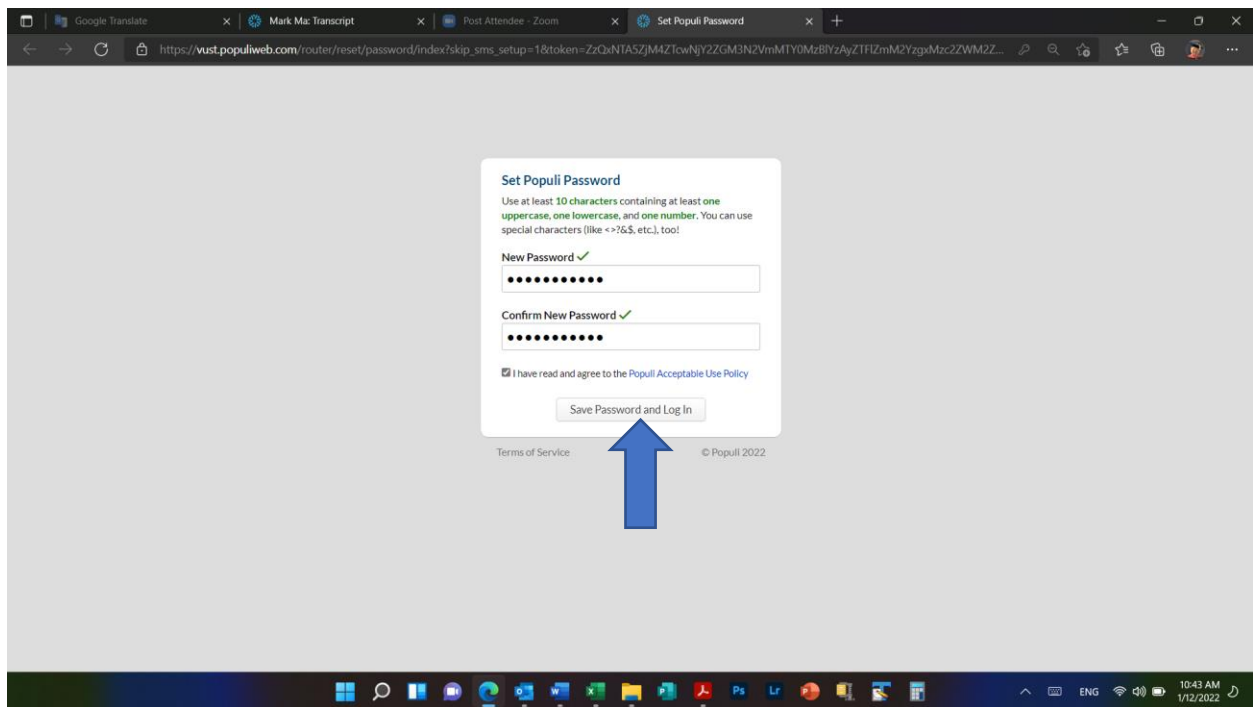 Google Translate
Mark Ma: Transcript
Post Attendee - Zoom
Set Populi Password
https://vust.populiweb.com/router/reset/password/index?skip_sms_setup=1&token=
Set Populi Password
Use at least 10 characters containing at least one
uppercase, one lowercase, and one number. You can use
special characters (like <>?&$, etc.), too!
New Password ✓
●●●●●●●●●●●
Confirm New Password ✓
●●●●●●●●●●●
I have read and agree to the Populi Acceptable Use Policy
Save Password and Log In
Terms of Service
© Populi 2022
Ps
Lr
ENG
10:43 AM
1/12/2022